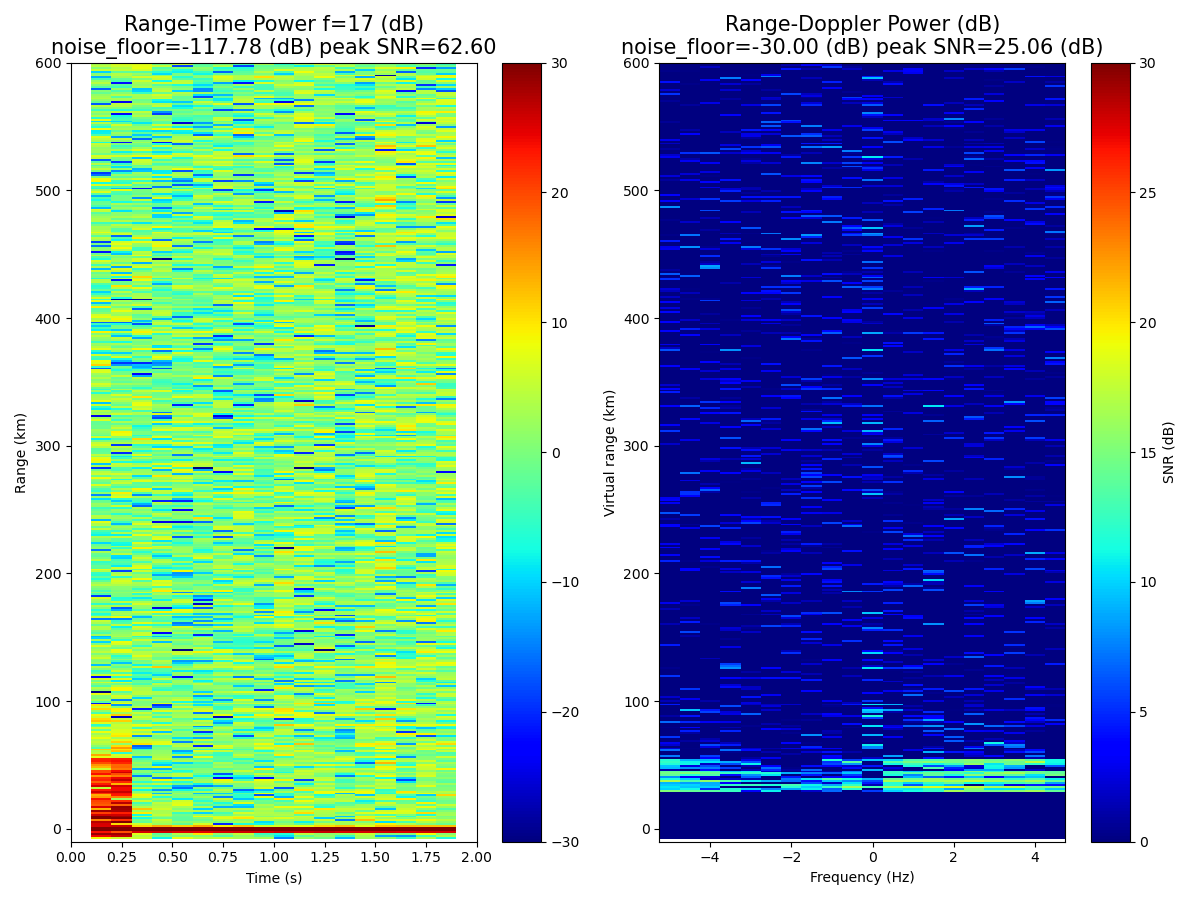 Range-Time Power f=17 (dB)
noise_floor=-117.78 (dB) peak SNR=62.60
Range (km)
600
500
400
300
200
100
0
0.00 0.25 0.50 0.75 1.00 1.25 1.50 1.75 2.00
Time (s)
30
20
10
0
−10
−20
−30
Range-Doppler Power (dB)
noise_floor=-30.00 (dB) peak SNR=25.06 (dB)
Virtual range (km)
600
500
400
300
200
100
0
−4 −2 0 2 4
Frequency (Hz)
30
25
20
15
10
5
0
SNR (dB)